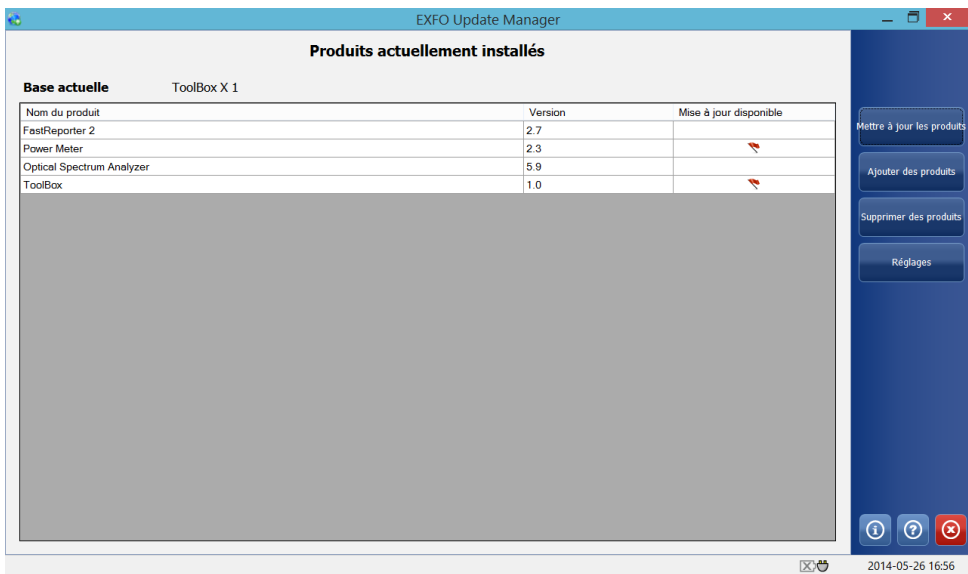 EXFO Update Manager
Produits actuellement installés
Base actuelle ToolBox X 1
Nom du produit Version Mise à jour disponible
FastReporter 2 2.7
Power Meter 2.3
Optical Spectrum Analyzer 5.9
ToolBox 1.0
Mettre à jour les produits
Ajouter des produits
Supprimer des produits
Réglages
2014-05-26 16:56